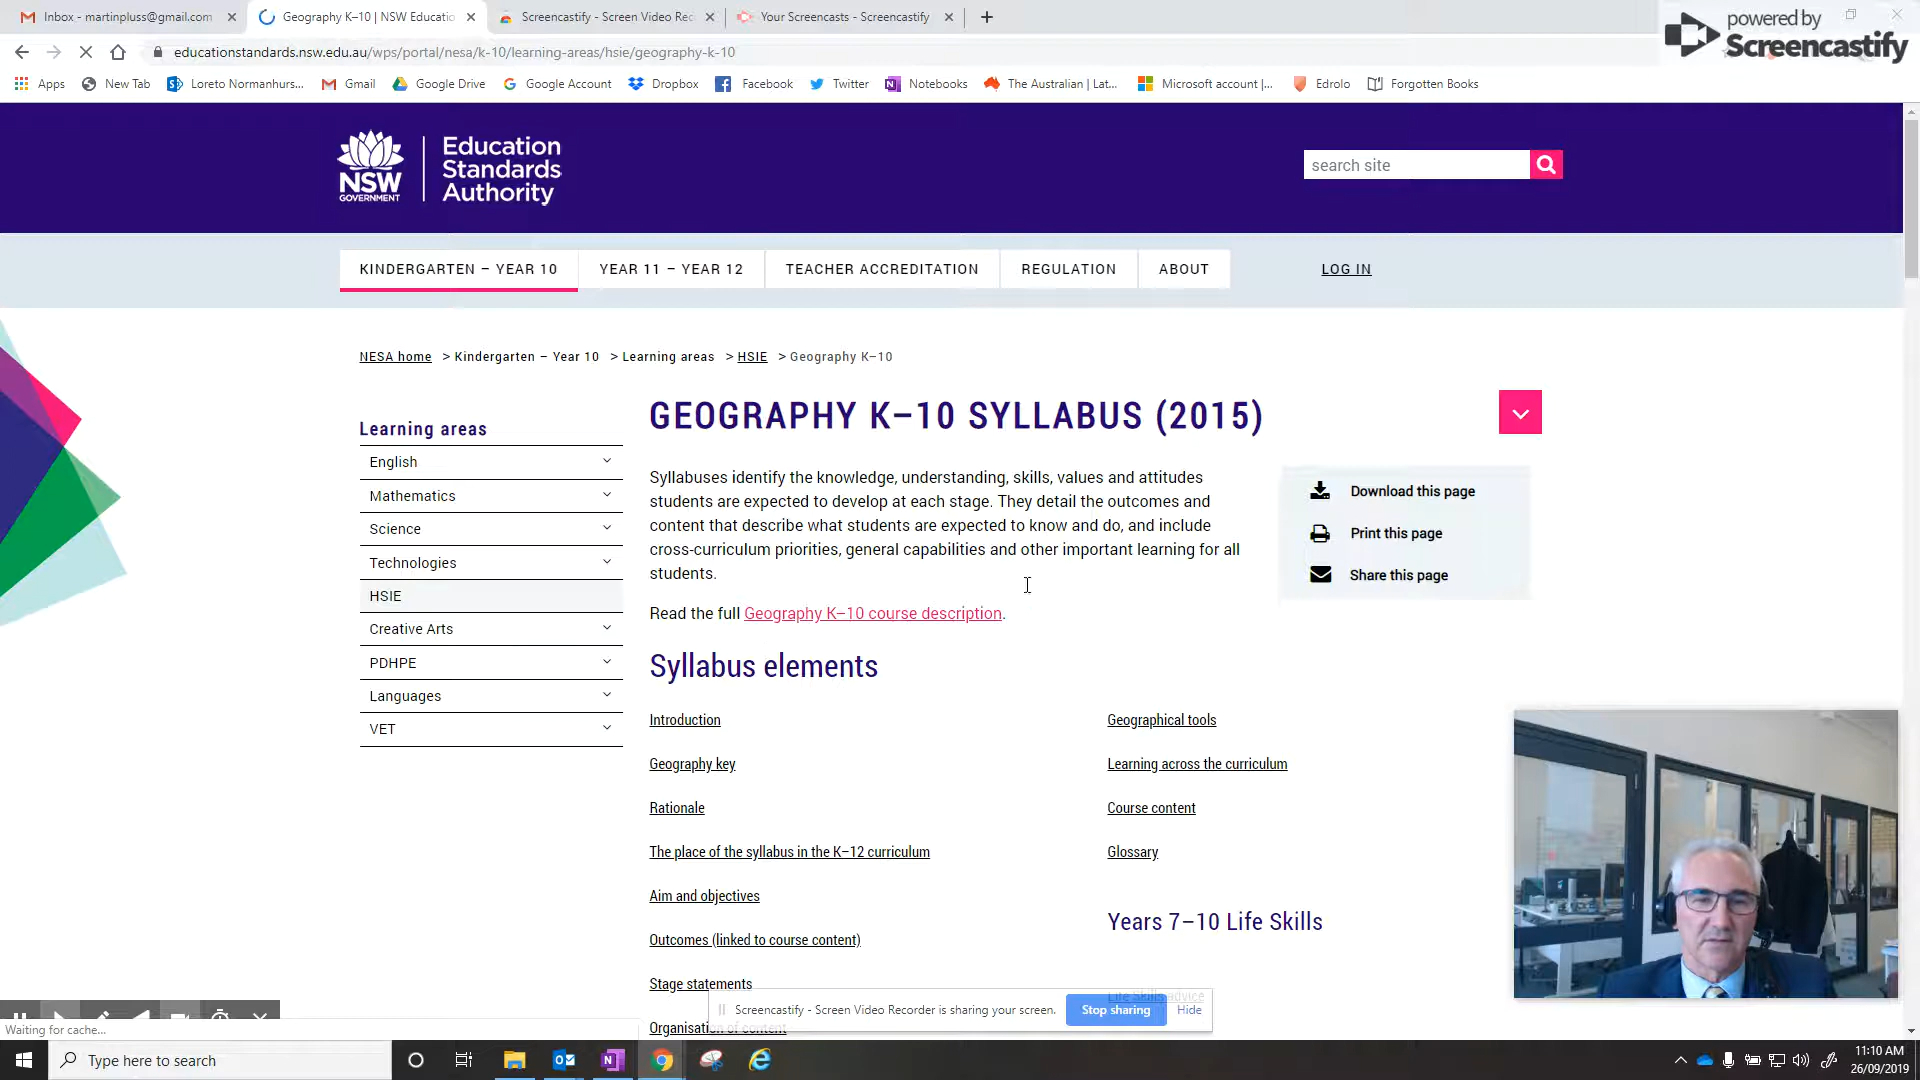 Inbox - martinpluss@gmail.com
Geography K–10 | NSW Educatio
Screencastify - Screen Video Rec
Your Screencasts - Screencastify
powered by
Screencastify
educationstandards.nsw.edu.au/wps/portal/nesa/k-10/learning-areas/hsie/geography-k-10
Apps
New Tab
Loreto Normanhurs...
Gmail
Google Drive
Google Account
Dropbox
Facebook
Twitter
Notebooks
The Australian | Lat...
Microsoft account |...
Edrolo
Forgotten Books
NSW
GOVERNMENT
Education
Standards
Authority
search site
KINDERGARTEN – YEAR 10
YEAR 11 – YEAR 12
TEACHER ACCREDITATION
REGULATION
ABOUT
LOG IN
NESA home > Kindergarten – Year 10 > Learning areas > HSIE > Geography K–10
Learning areas
English
Mathematics
Science
Technologies
HSIE
Creative Arts
PDHPE
Languages
VET
GEOGRAPHY K–10 SYLLABUS (2015)
Syllabuses identify the knowledge, understanding, skills, values and attitudes
students are expected to develop at each stage. They detail the outcomes and
content that describe what students are expected to know and do, and include
cross-curriculum priorities, general capabilities and other important learning for all
students.
Read the full Geography K–10 course description.
Download this page
Print this page
Share this page
Syllabus elements
Introduction
Geography key
Rationale
The place of the syllabus in the K–12 curriculum
Aim and objectives
Outcomes (linked to course content)
Stage statements
Organisation of content
Geographical tools
Learning across the curriculum
Course content
Glossary
Years 7–10 Life Skills
Life Skills advice
Screencastify - Screen Video Recorder is sharing your screen.
Stop sharing
Hide
Waiting for cache...
Type here to search
11:10 AM
26/09/2019